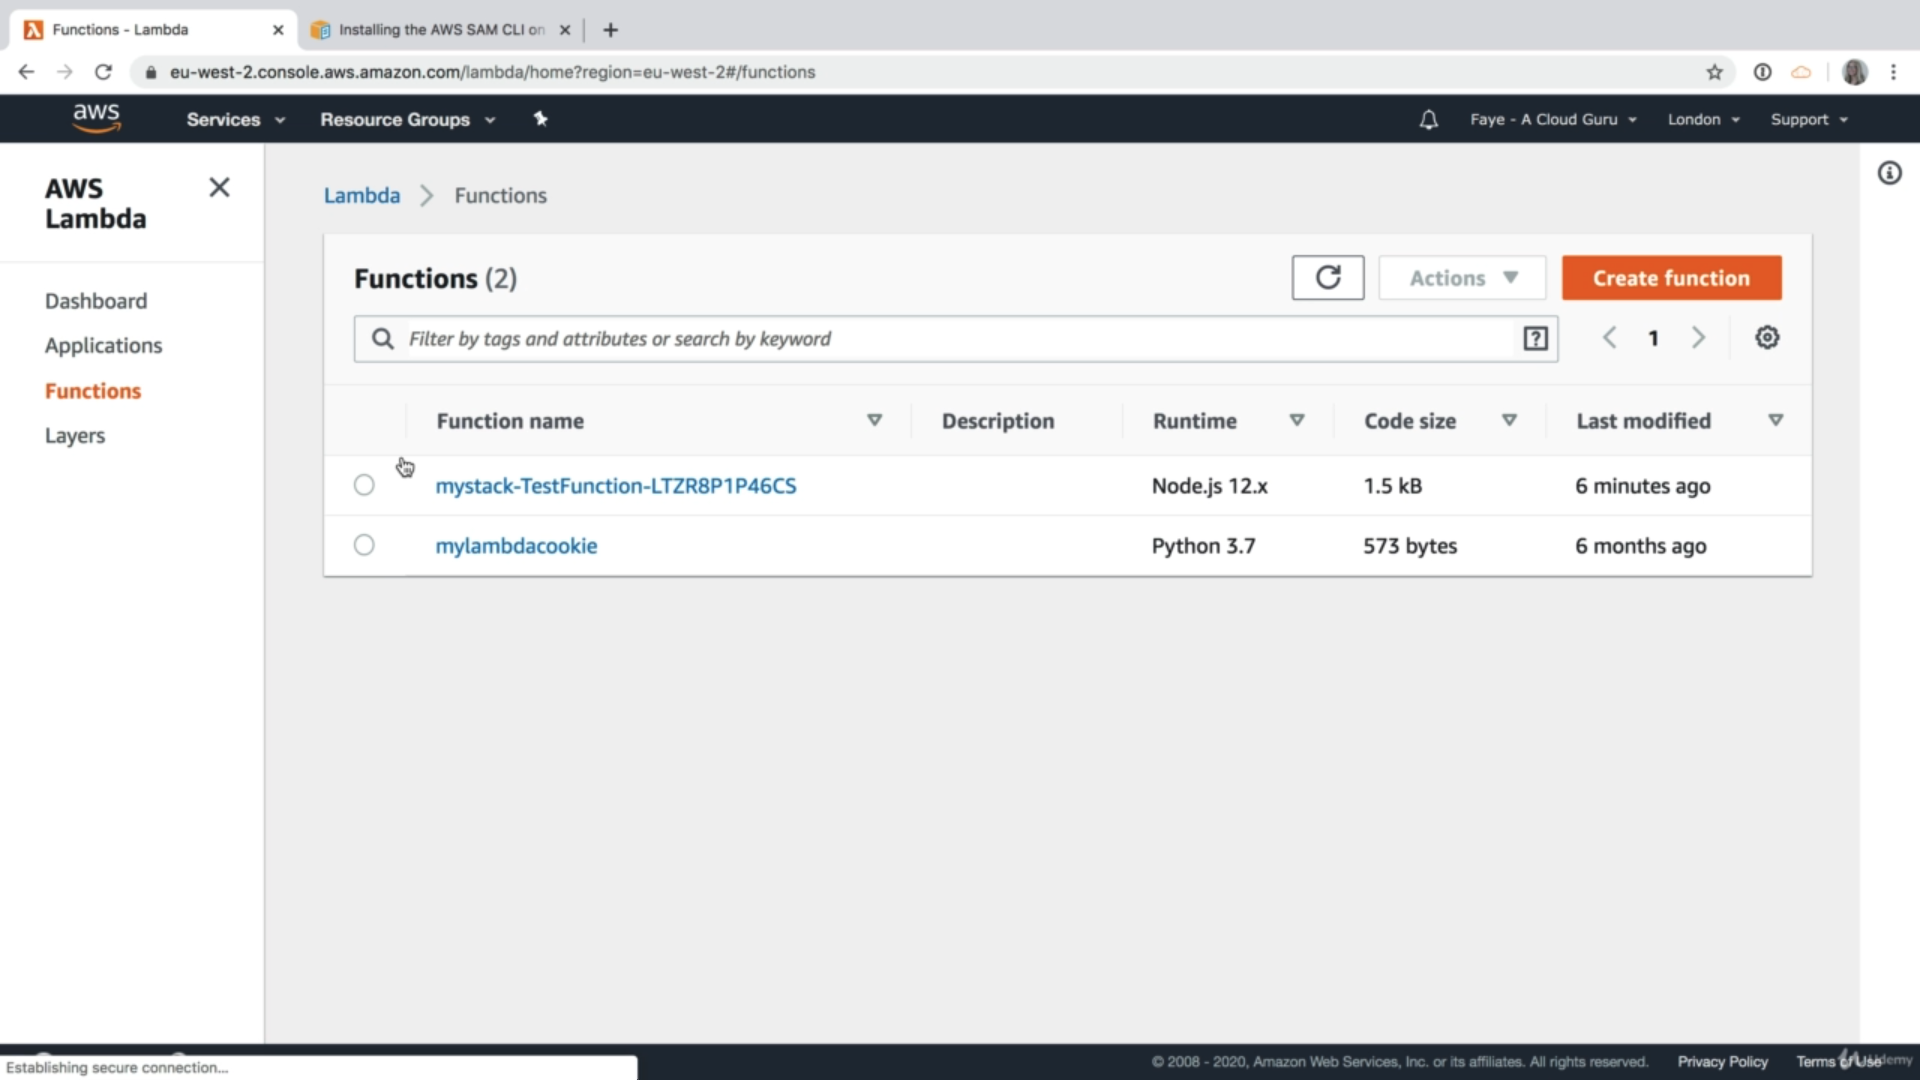 Functions - Lambda
Installing the AWS SAM CLI on
eu-west-2.console.aws.amazon.com/lambda/home?region=eu-west-2#/functions
aws Services Resource Groups Faye - A Cloud Guru London Support
AWS
Lambda
Dashboard
Applications
Functions
Layers
Lambda > Functions
Functions (2)
Actions
Create function
Filter by tags and attributes or search by keyword
1
Function name Description Runtime Code size Last modified
mystack-TestFunction-LTZR8P1P46CS Node.js 12.x 1.5 kB 6 minutes ago
mylambdacookie Python 3.7 573 bytes 6 months ago
Establishing secure connection...
© 2008 - 2020, Amazon Web Services, Inc. or its affiliates. All rights reserved. Privacy Policy Terms of Use